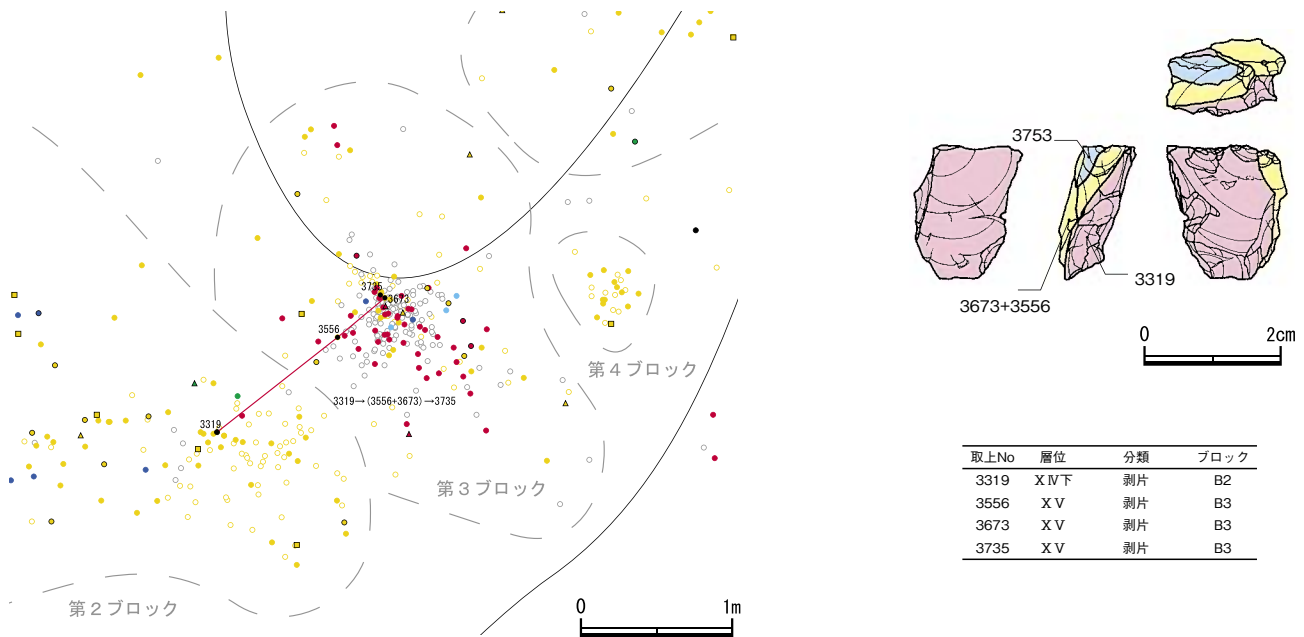 3735
3673
3556
3319→(3556+3673)→3735
3319
第4ブロック
第3ブロック
第2ブロック
0 1m
3753
3319
3673+3556
0 2cm
取上No 層位 分類 ブロック
3319 ⅩⅣ下 剥片 B2
3556 ⅩⅤ 剥片 B3
3673 ⅩⅤ 剥片 B3
3735 ⅩⅤ 剥片 B3